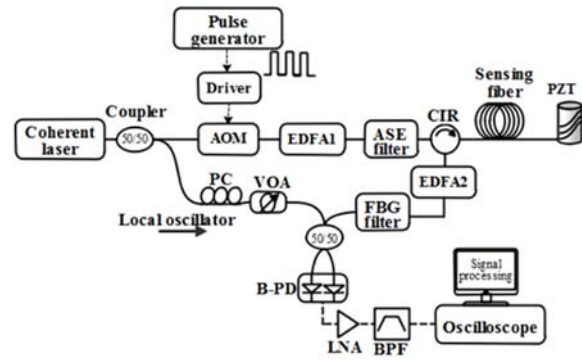 Pulse
generator
Driver
Coupler
Coherent
laser
50/50
AOM
EDFA1
ASE
filter
CIR
Sensing
fiber
PZT
EDFA2
PC
VOA
Local oscillator
FBG
filter
50/50
B-PD
LNA
BPF
Signal
processing
Oscilloscope